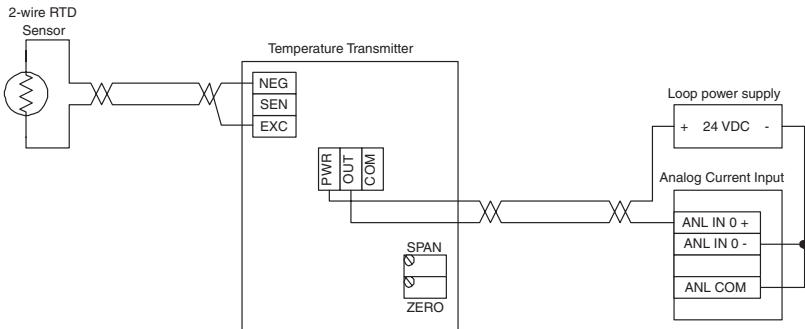 2-wire RTD
Sensor
Temperature Transmitter
NEG
SEN
EXC
PWR
OUT
COM
SPAN
ZERO
Loop power supply
+ 24 VDC -
Analog Current Input
ANL IN 0 +
ANL IN 0 -
ANL COM